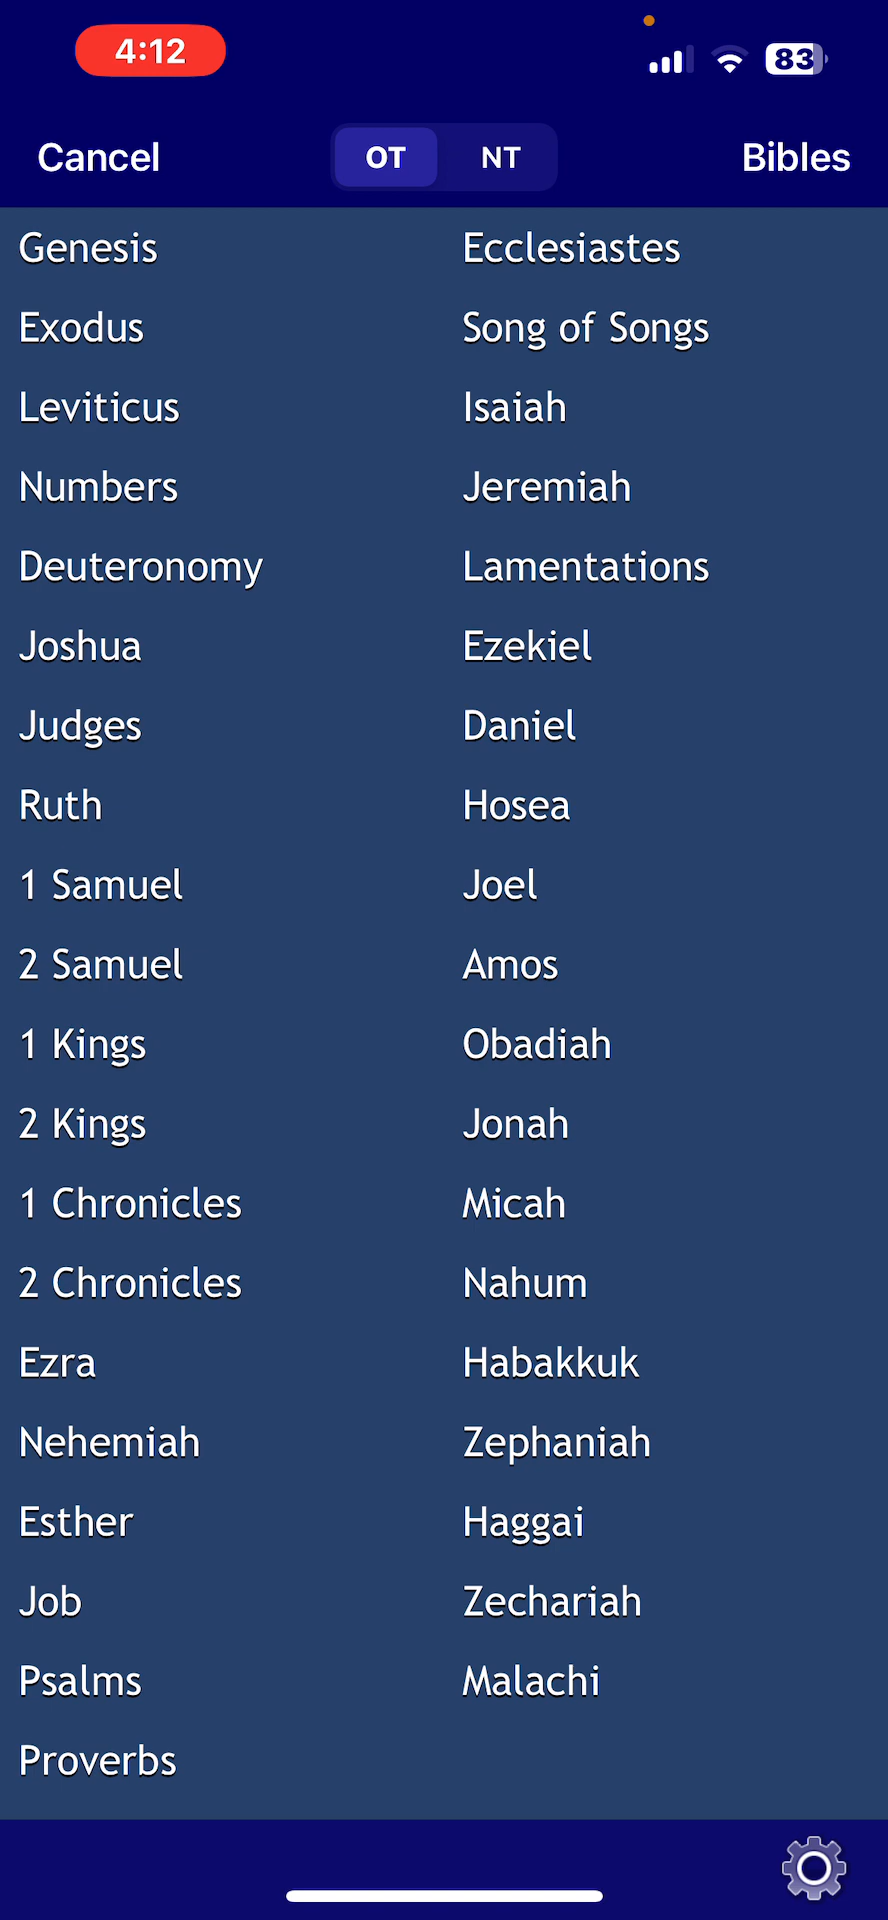 4:12
83
Cancel
OT
NT
Bibles
Genesis
Exodus
Leviticus
Numbers
Deuteronomy
Joshua
Judges
Ruth
1 Samuel
2 Samuel
1 Kings
2 Kings
1 Chronicles
2 Chronicles
Ezra
Nehemiah
Esther
Job
Psalms
Proverbs
Ecclesiastes
Song of Songs
Isaiah
Jeremiah
Lamentations
Ezekiel
Daniel
Hosea
Joel
Amos
Obadiah
Jonah
Micah
Nahum
Habakkuk
Zephaniah
Haggai
Zechariah
Malachi